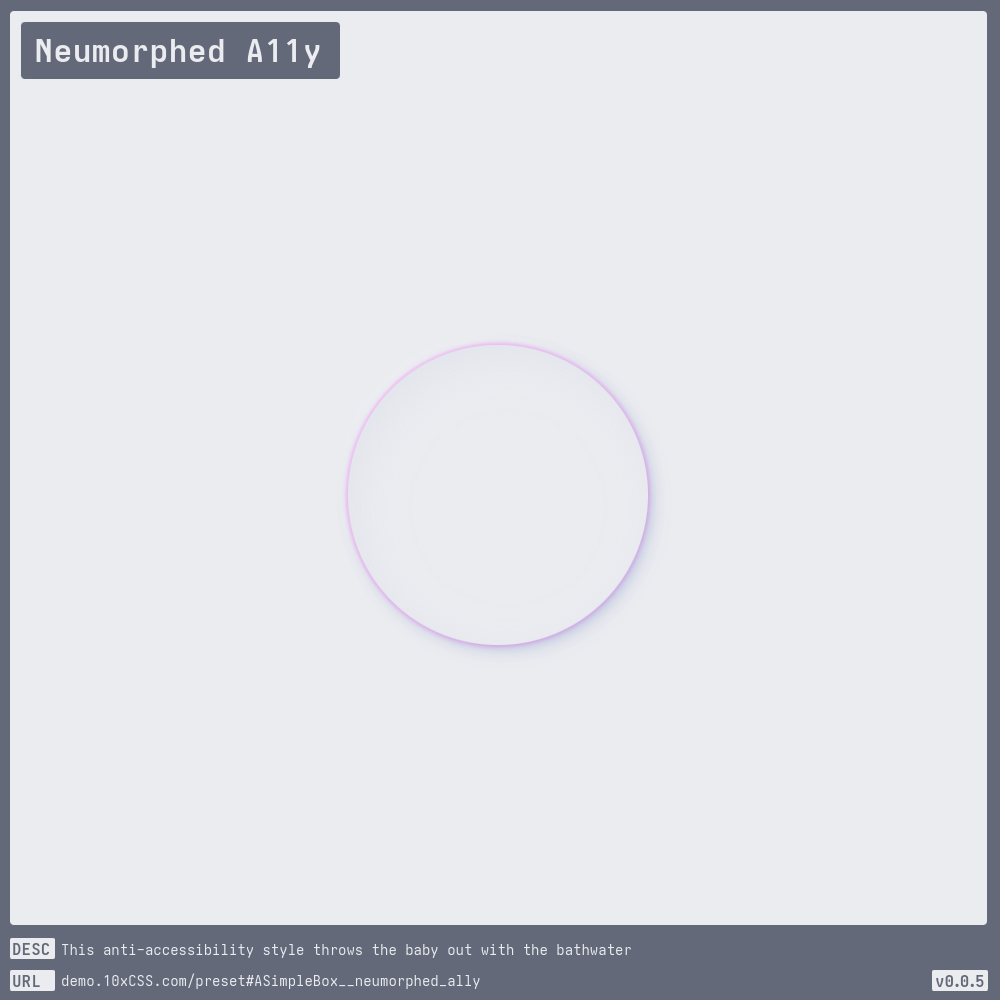 Neumorphed A11y
DESC This anti-accessibility style throws the baby out with the bathwater
URL demo.10xCSS.com/preset#ASimpleBox__neumorphed_ally v0.0.5